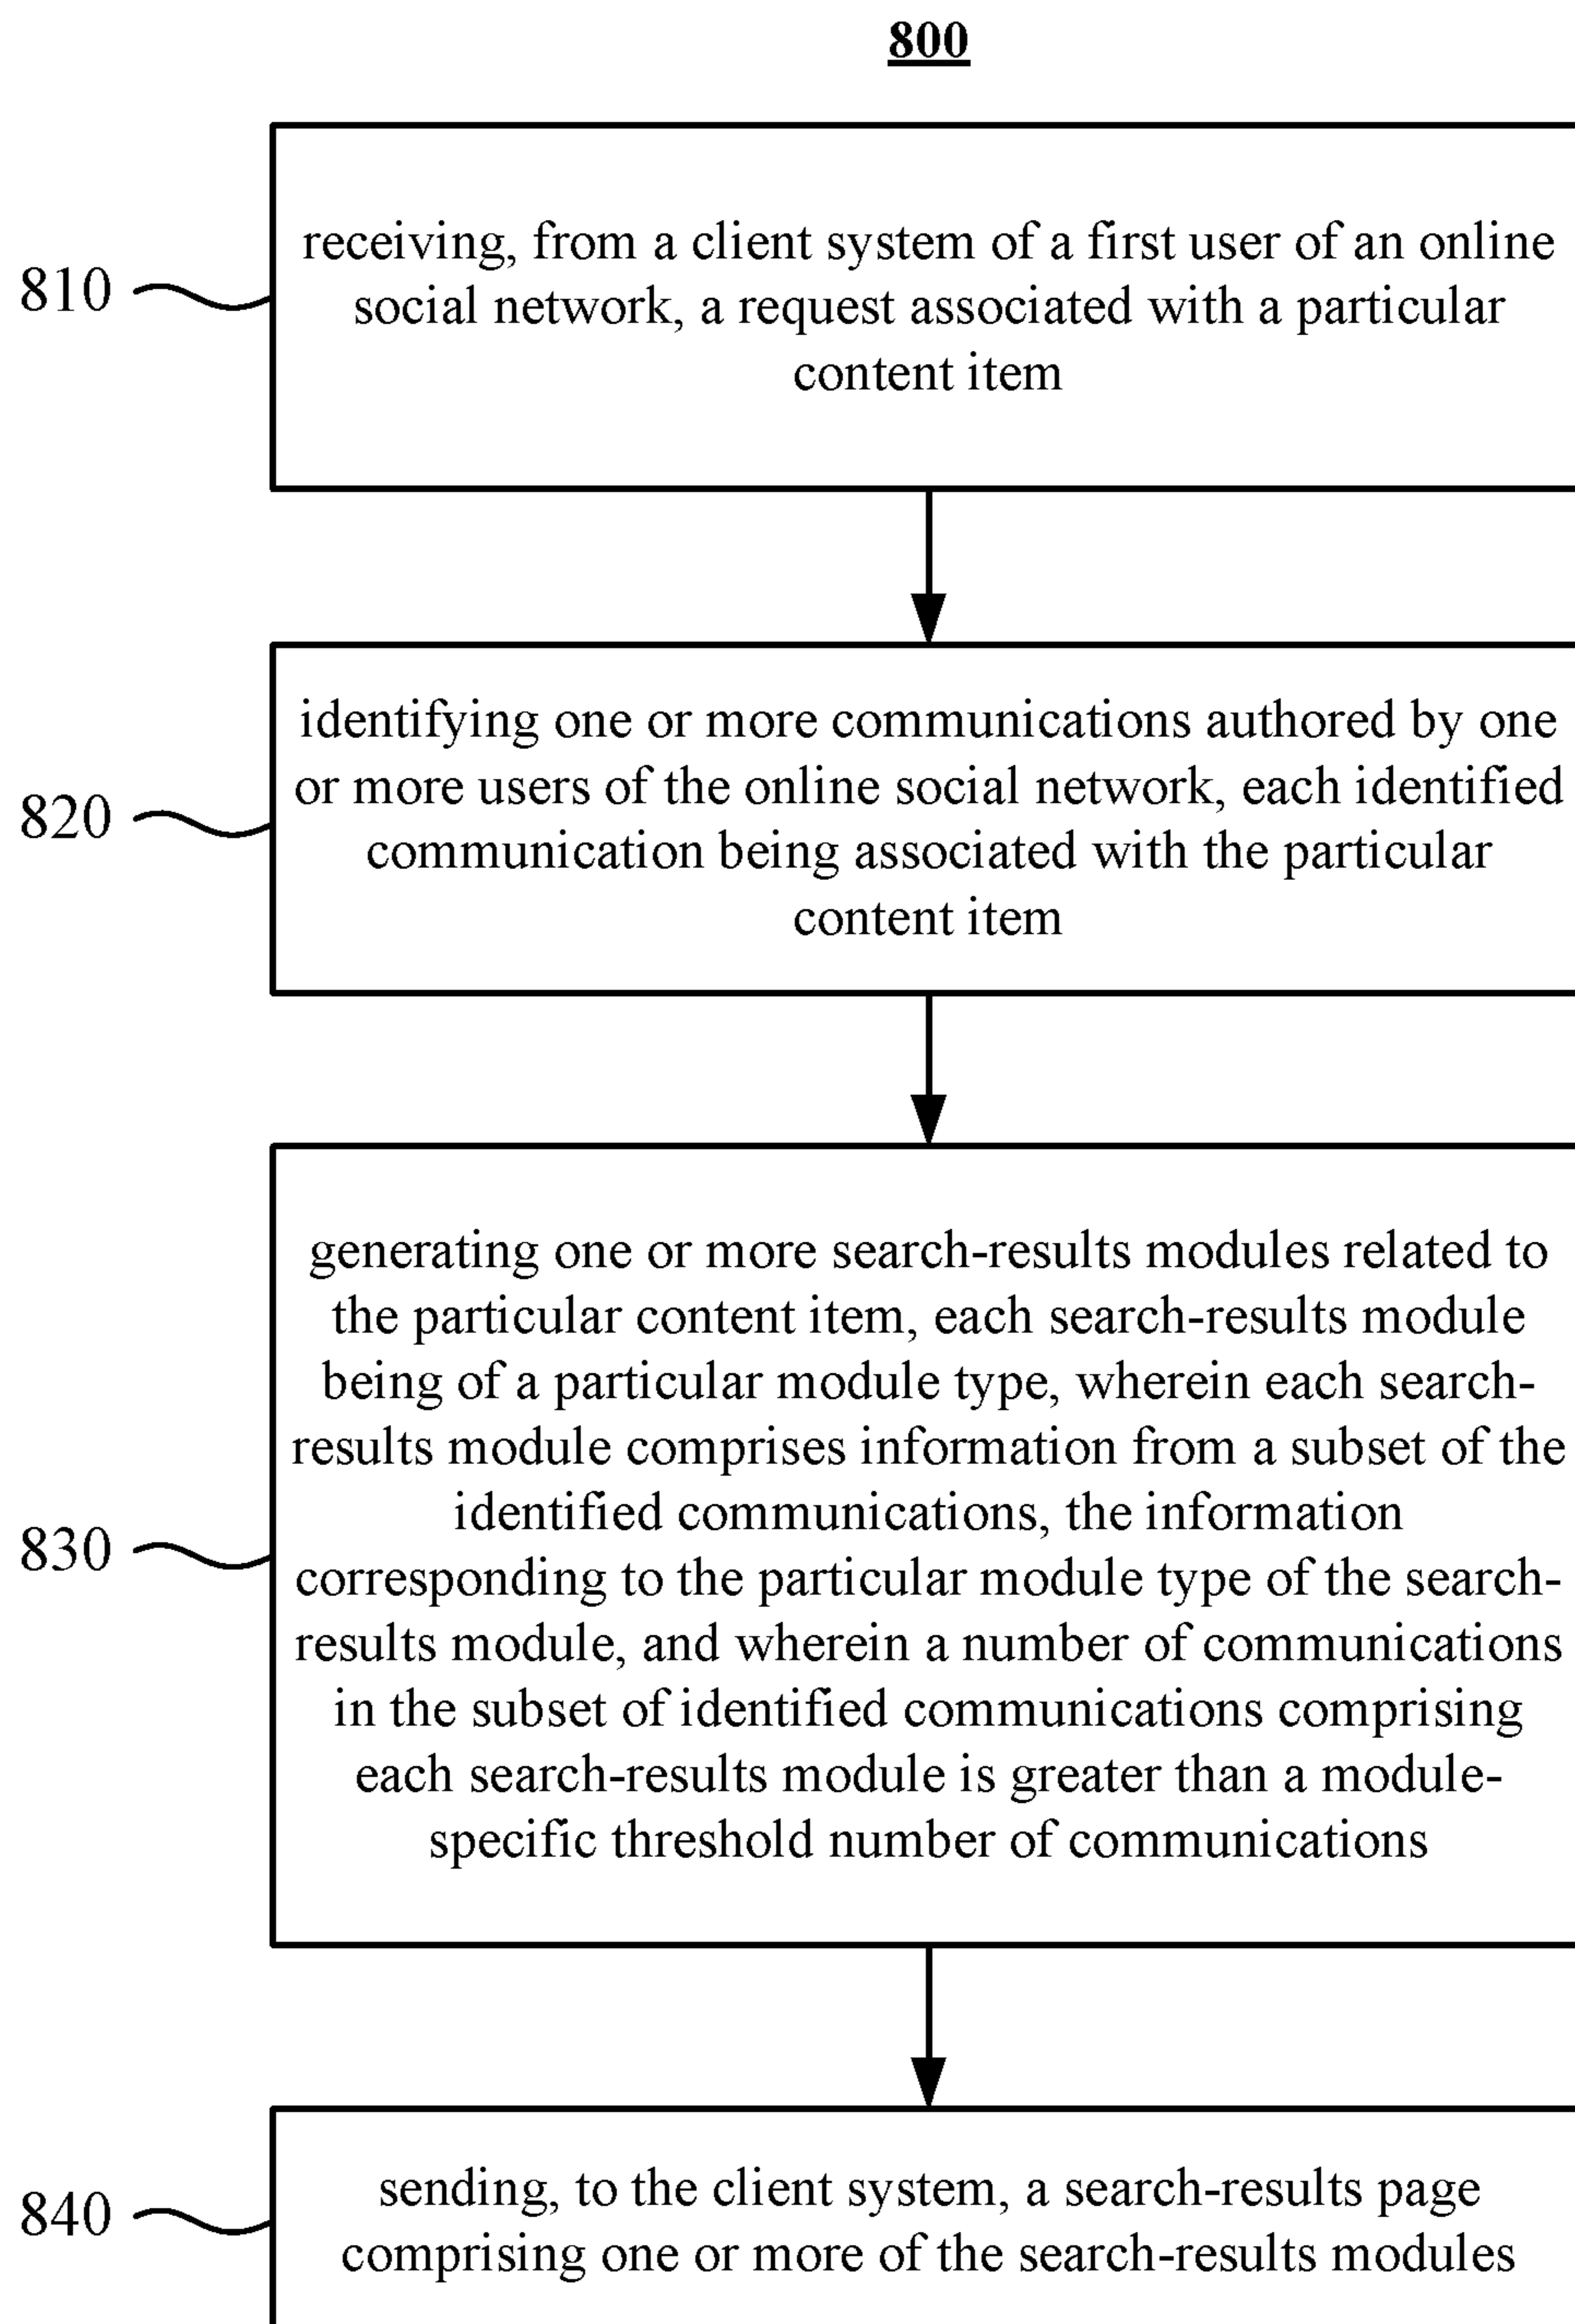 800
810
receiving, from a client system of a first user of an online
social network, a request associated with a particular
content item
820
identifying one or more communications authored by one
or more users of the online social network, each identified
communication being associated with the particular
content item
830
generating one or more search-results modules related to
the particular content item, each search-results module
being of a particular module type, wherein each search-
results module comprises information from a subset of the
identified communications, the information
corresponding to the particular module type of the search-
results module, and wherein a number of communications
in the subset of identified communications comprising
each search-results module is greater than a module-
specific threshold number of communications
840
sending, to the client system, a search-results page
comprising one or more of the search-results modules